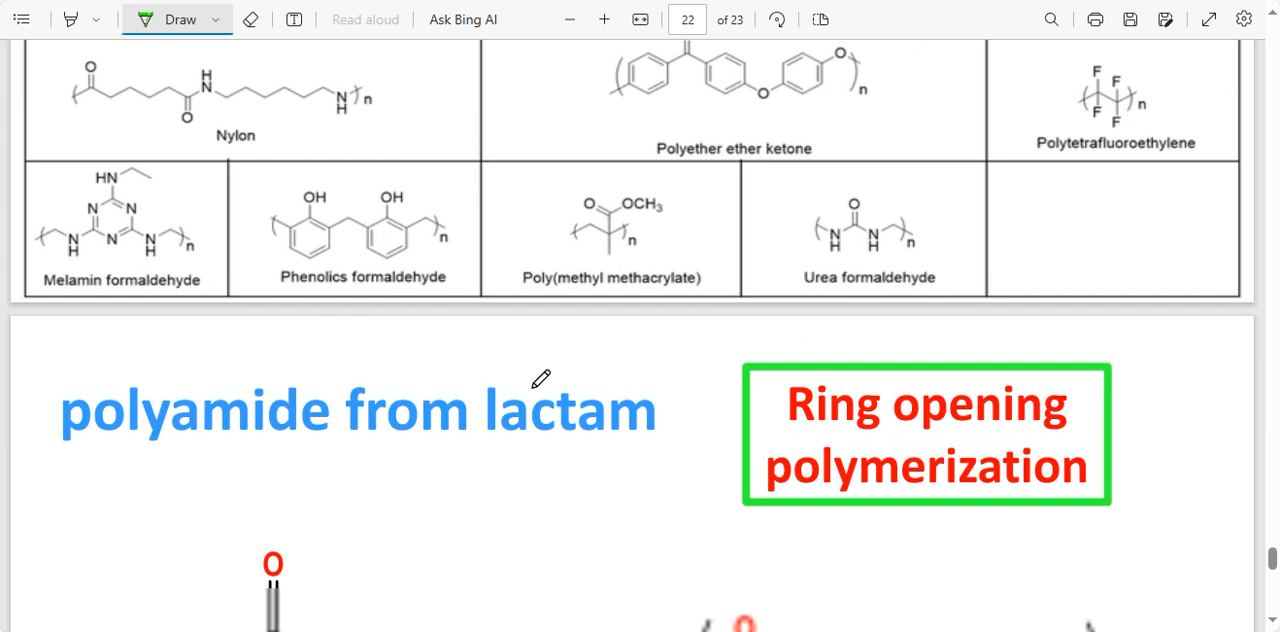 Draw
Read aloud
Ask Bing AI
22
of 23
O
H
N
O
N
H
n
Nylon
O
O
n
Polyether ether ketone
F
F
F
F
n
Polytetrafluoroethylene
HN
N
N
N
N
H
N
H
n
Melamin formaldehyde
OH
OH
n
Phenolics formaldehyde
O
OCH3
n
Poly(methyl methacrylate)
O
N
H
N
H
n
Urea formaldehyde
polyamide from lactam
Ring opening
polymerization
O
O